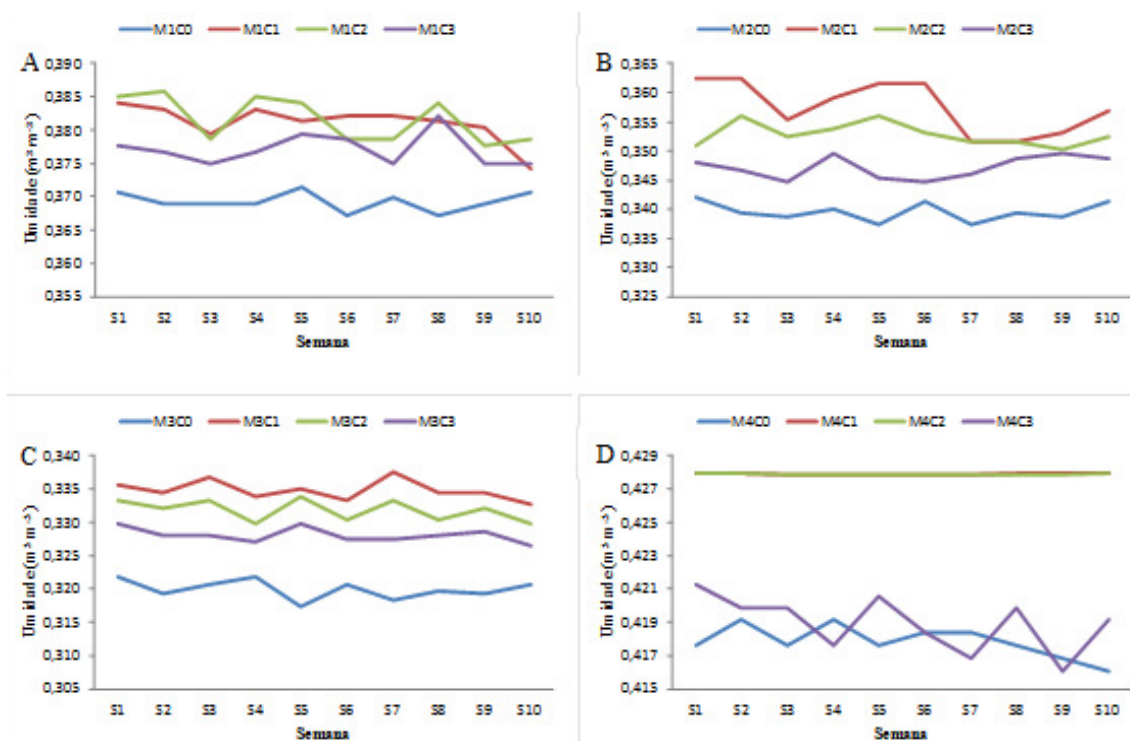 M1C0 M1C1 M1C2 M1C3
A
0,390
0,385
0,380
0,375
0,370
0,365
0,360
0,355
Umidade (m³ m⁻³)
S1 S2 S3 S4 S5 S6 S7 S8 S9 S10
Semana
M2C0 M2C1 M2C2 M2C3
B
0,365
0,360
0,355
0,350
0,345
0,340
0,335
0,330
0,325
Umidade (m³ m⁻³)
S1 S2 S3 S4 S5 S6 S7 S8 S9 S10
Semana
M3C0 M3C1 M3C2 M3C3
C
0,340
0,335
0,330
0,325
0,320
0,315
0,310
0,305
Umidade (m³ m⁻³)
S1 S2 S3 S4 S5 S6 S7 S8 S9 S10
Semana
M4C0 M4C1 M4C2 M4C3
D
0,429
0,427
0,425
0,423
0,421
0,419
0,417
0,415
Umidade (m³ m⁻³)
S1 S2 S3 S4 S5 S6 S7 S8 S9 S10
Semana